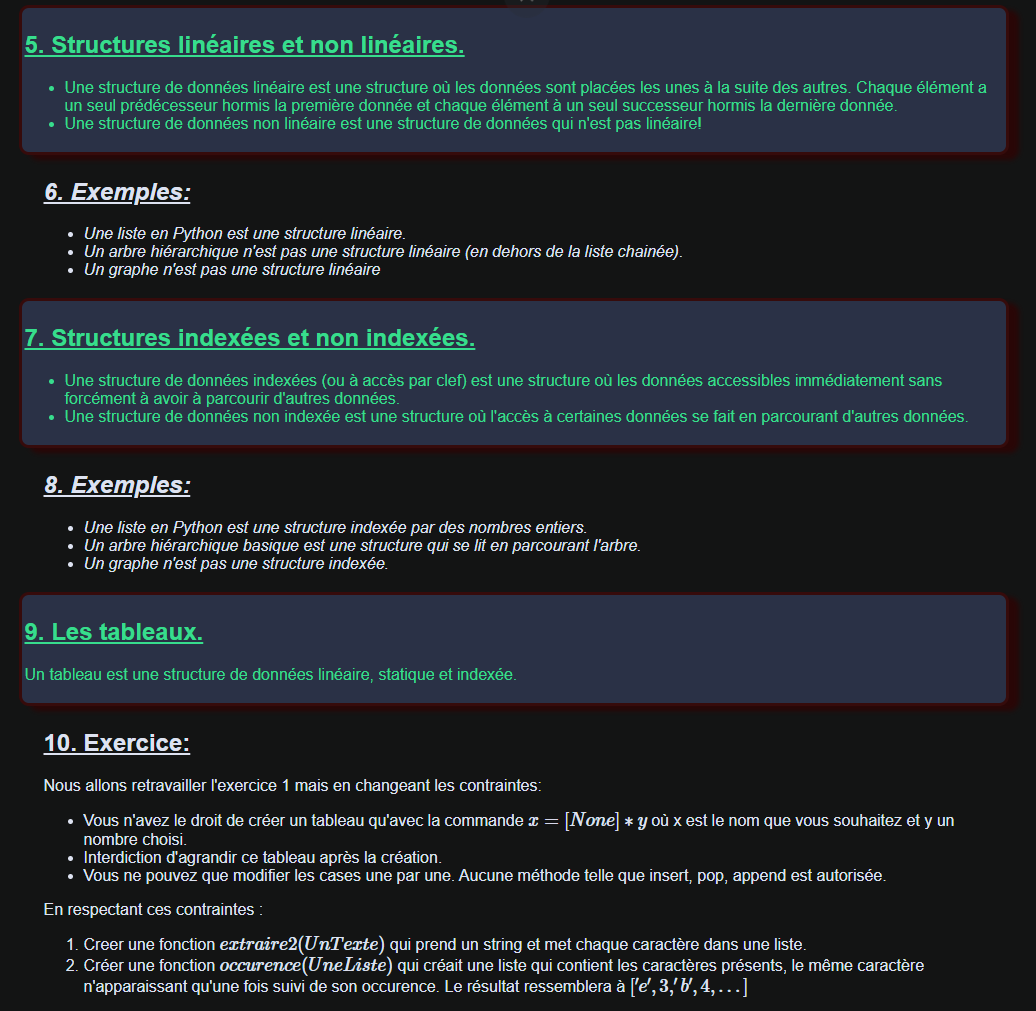 5. Structures linéaires et non linéaires.
• Une structure de données linéaire est une structure où les données sont placées les unes à la suite des autres. Chaque élément a
un seul prédécesseur hormis la première donnée et chaque élément à un seul successeur hormis la dernière donnée.
• Une structure de données non linéaire est une structure de données qui n'est pas linéaire!
6. Exemples:
• Une liste en Python est une structure linéaire.
• Un arbre hiérarchique n'est pas une structure linéaire (en dehors de la liste chainée).
• Un graphe n'est pas une structure linéaire
7. Structures indexées et non indexées.
• Une structure de données indexées (ou à accès par clef) est une structure où les données accessibles immédiatement sans
forcément à avoir à parcourir d'autres données.
• Une structure de données non indexée est une structure où l'accès à certaines données se fait en parcourant d'autres données.
8. Exemples:
• Une liste en Python est une structure indexée par des nombres entiers.
• Un arbre hiérarchique basique est une structure qui se lit en parcourant l'arbre.
• Un graphe n'est pas une structure indexée.
9. Les tableaux.
Un tableau est une structure de données linéaire, statique et indexée.
10. Exercice:
Nous allons retravailler l'exercice 1 mais en changeant les contraintes:
• Vous n'avez le droit de créer un tableau qu'avec la commande x = [None] * y où x est le nom que vous souhaitez et y un
nombre choisi.
• Interdiction d'agrandir ce tableau après la création.
• Vous ne pouvez que modifier les cases une par une. Aucune méthode telle que insert, pop, append est autorisée.
En respectant ces contraintes :
1. Creer une fonction extraire2(UnTexte) qui prend un string et met chaque caractère dans une liste.
2. Créer une fonction occurence(UneListe) qui créait une liste qui contient les caractères présents, le même caractère
n'apparaissant qu'une fois suivi de son occurence. Le résultat ressemblera à ['e', 3,' b', 4, . . . ]